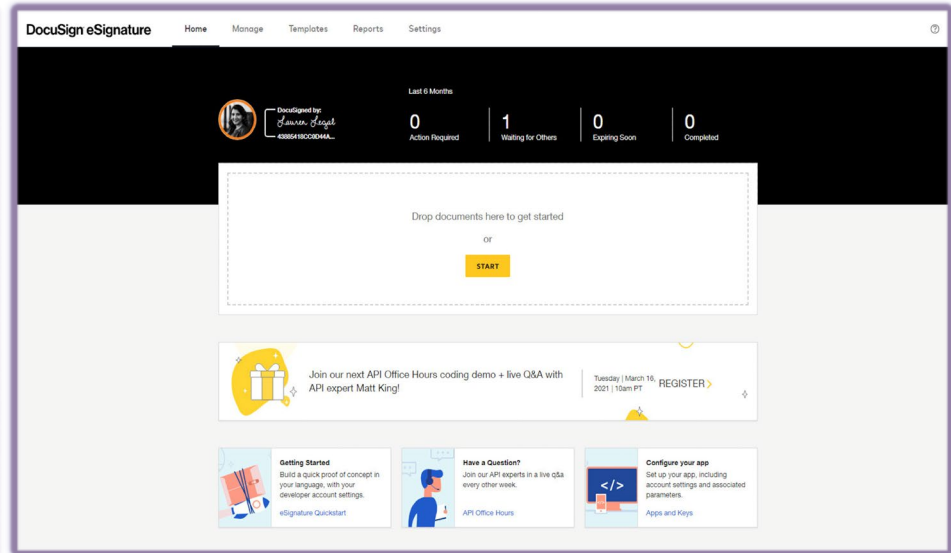 DocuSign eSignature Home Manage Templates Reports Settings
Last 6 Months
DocuSigned by:
Lauren Legal
43885418CC0D44A...
0 1 0 0
Action Required Waiting for Others Expiring Soon Completed
Drop documents here to get started
or
START
Join our next API Office Hours coding demo + live Q&A with
API expert Matt King!
Tuesday | March 16,
2021 | 10am PT
REGISTER
Getting Started
Build a quick proof of concept in
your language, with your
developer account settings.
eSignature Quickstart
Have a Question?
Join our API experts in a live q&a
every other week.
API Office Hours
</>
Configure your app
Set up your app, including
account settings and associated
parameters.
Apps and Keys